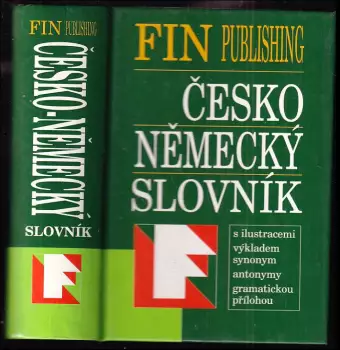 FIN PUBLISHING
ČESKO-NĚMECKÝ
SLOVNÍK
FIN PUBLISHING
ČESKO
NĚMECKÝ
SLOVNÍK
s ilustracemi
výkladem
synonym
antonymy
gramatickou
přílohou